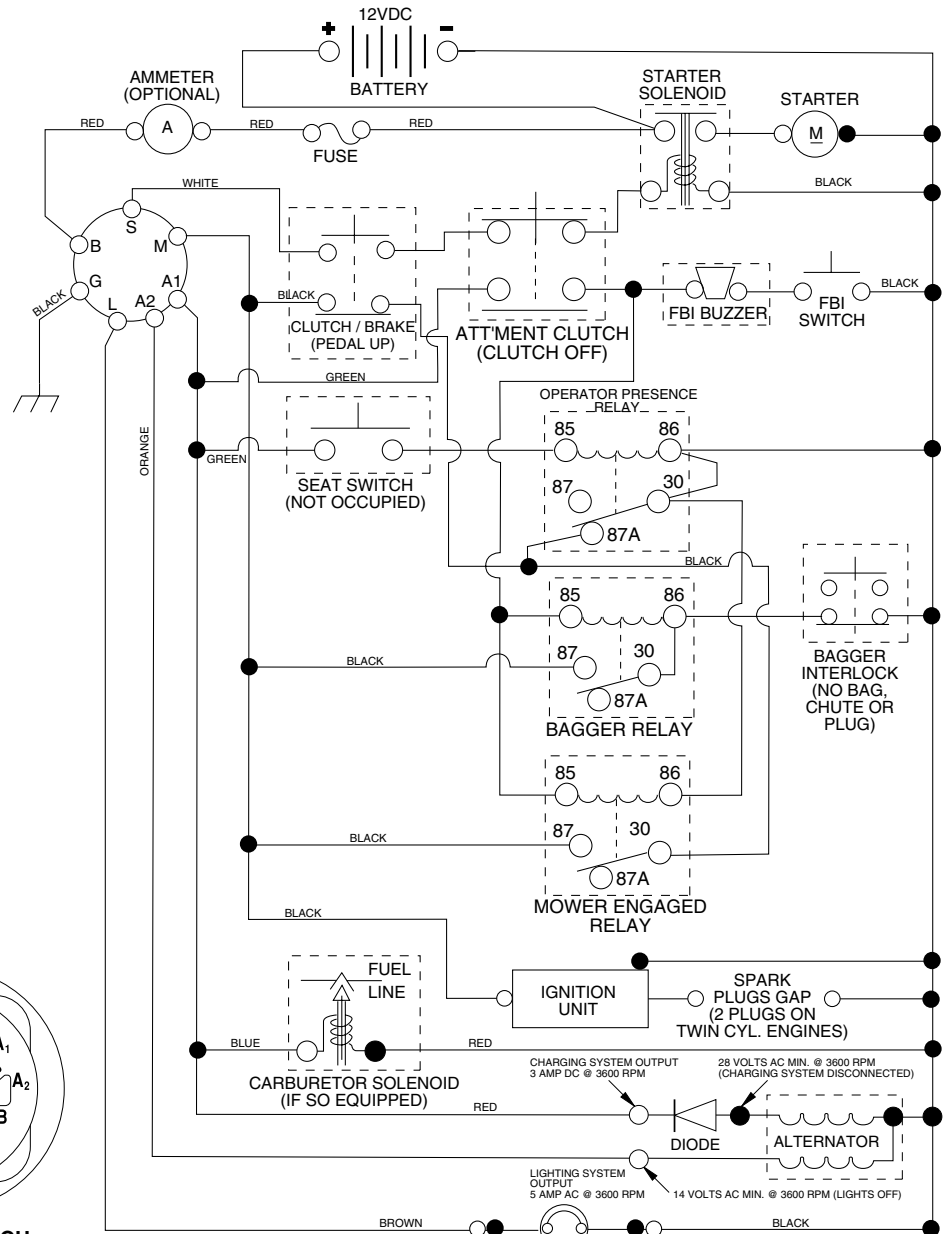 12VDC
+
-
BATTERY
AMMETER
(OPTIONAL)
A
RED
RED
RED
FUSE
STARTER
SOLENOID
STARTER
M
BLACK
WHITE
S
B
M
G
A1
L
A2
BLACK
BLACK
CLUTCH / BRAKE
(PEDAL UP)
ATT'MENT CLUTCH
(CLUTCH OFF)
FBI BUZZER
FBI
SWITCH
BLACK
GREEN
ORANGE
GREEN
SEAT SWITCH
(NOT OCCUPIED)
OPERATOR PRESENCE
RELAY
85
86
87
30
87A
BLACK
85
86
87
30
87A
BLACK
BAGGER RELAY
BAGGER
INTERLOCK
(NO BAG,
CHUTE OR
PLUG)
85
86
87
30
87A
BLACK
MOWER ENGAGED
RELAY
BLACK
IGNITION
UNIT
SPARK
PLUGS GAP
(2 PLUGS ON
TWIN CYL. ENGINES)
FUEL
LINE
BLUE
RED
CARBURETOR SOLENOID
(IF SO EQUIPPED)
CHARGING SYSTEM OUTPUT
3 AMP DC @ 3600 RPM
28 VOLTS AC MIN. @ 3600 RPM
(CHARGING SYSTEM DISCONNECTED)
RED
DIODE
ALTERNATOR
LIGHTING SYSTEM
OUTPUT
5 AMP AC @ 3600 RPM
14 VOLTS AC MIN. @ 3600 RPM (LIGHTS OFF)
BROWN
BLACK
A1
A2
B